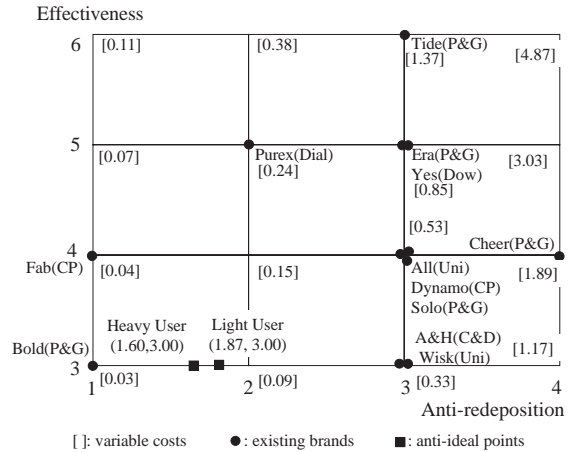 Effectiveness
6 [0.11] [0.38] Tide(P&G)
[1.37] [4.87]
5 [0.07] Purex(Dial) Era(P&G) [3.03]
[0.24] Yes(Dow)
[0.85]
[0.53]
4 Cheer(P&G)
Fab(CP) [0.04] [0.15] All(Uni) [1.89]
Dynamo(CP)
Solo(P&G)
Heavy User Light User
(1.60,3.00) (1.87, 3.00)
A&H(C&D) [1.17]
Bold(P&G) Wisk(Uni)
3 [0.03] [0.09] [0.33]
1 2 3 4
Anti-redeposition
[ ]: variable costs : existing brands : anti-ideal points